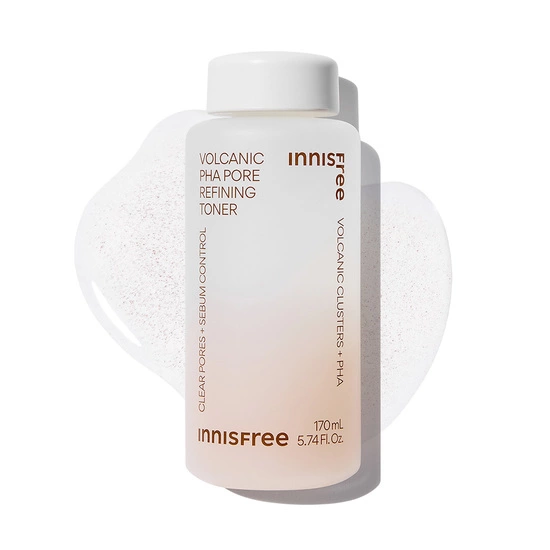 VOLCANIC
PHA PORE
REFINING
TONER
INNISFree
CLEAR PORES + SEBUM CONTROL
VOLCANIC CLUSTERS + PHA
INNISFree
170mL
5.74 Fl. Oz.